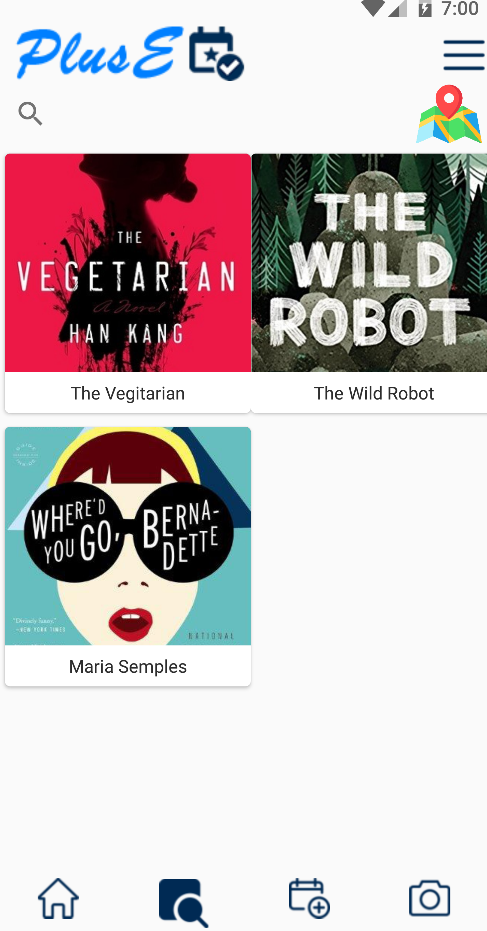 7:00
PlusE
THE
VEGETARIAN
A Novel
HAN KANG
The Vegitarian
THE
WILD
ROBOT
The Wild Robot
WHERE'D
YOU GO,
BERNA-
DETTE
"Divinely funny."
—NEW YORK TIMES
NATIONAL
Maria Semples